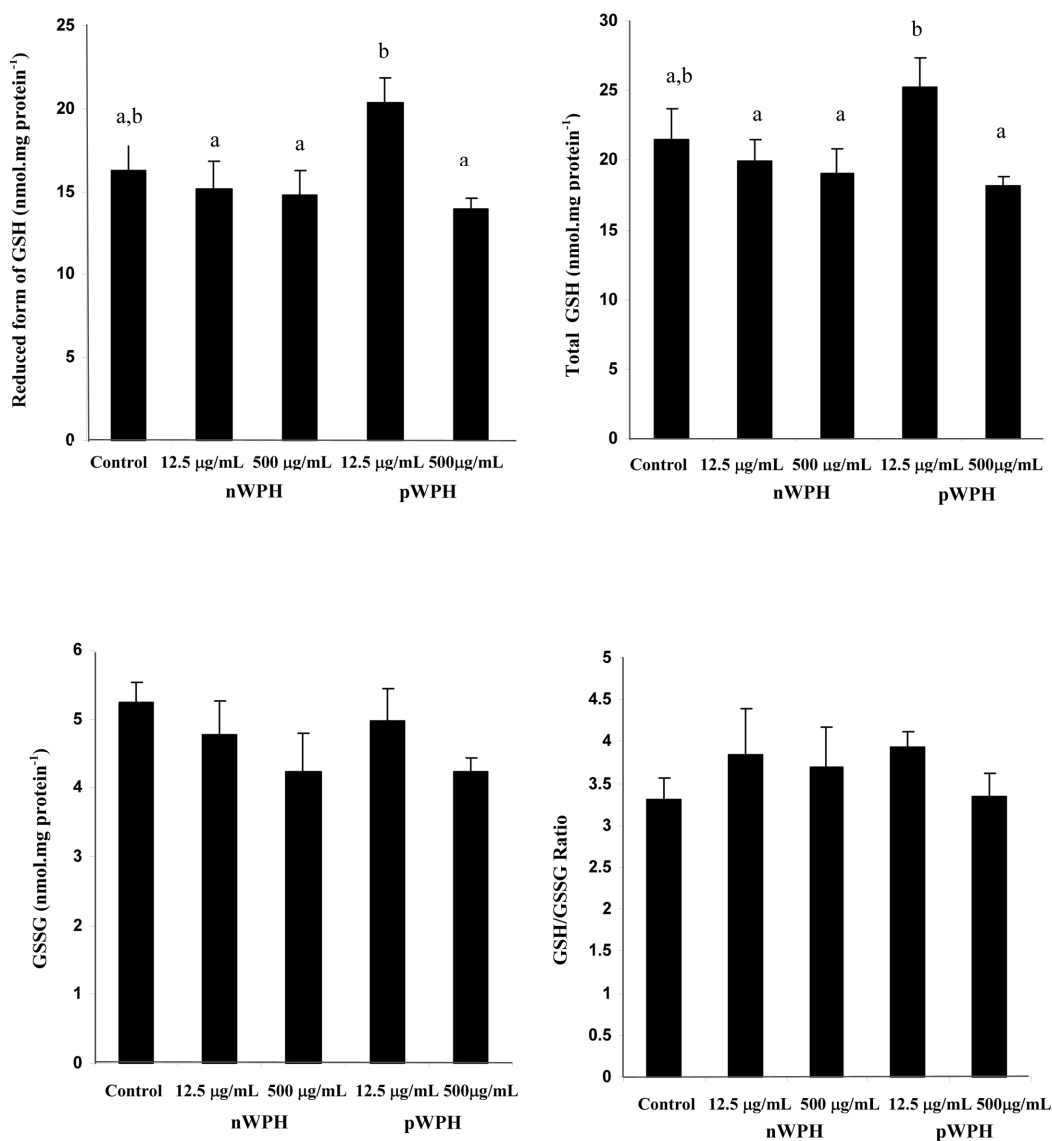 Reduced form of GSH (nmol.mg protein⁻¹)
25
20
15
10
5
0
a,b
a
a
b
a
Control 12.5 µg/mL 500 µg/mL 12.5 µg/mL 500µg/mL
nWPH pWPH
Total GSH (nmol.mg protein⁻¹)
30
25
20
15
10
5
0
a,b
a
a
b
a
Control 12.5 µg/mL 500 µg/mL 12.5 µg/mL 500µg/mL
nWPH pWPH
GSSG (nmol.mg protein⁻¹)
6
5
4
3
2
1
0
Control 12.5 µg/mL 500 µg/mL 12.5 µg/mL 500µg/mL
nWPH pWPH
GSH/GSSG Ratio
5
4.5
4
3.5
3
2.5
2
1.5
1
0.5
0
Control 12.5 µg/mL 500 µg/mL 12.5 µg/mL 500µg/mL
nWPH pWPH